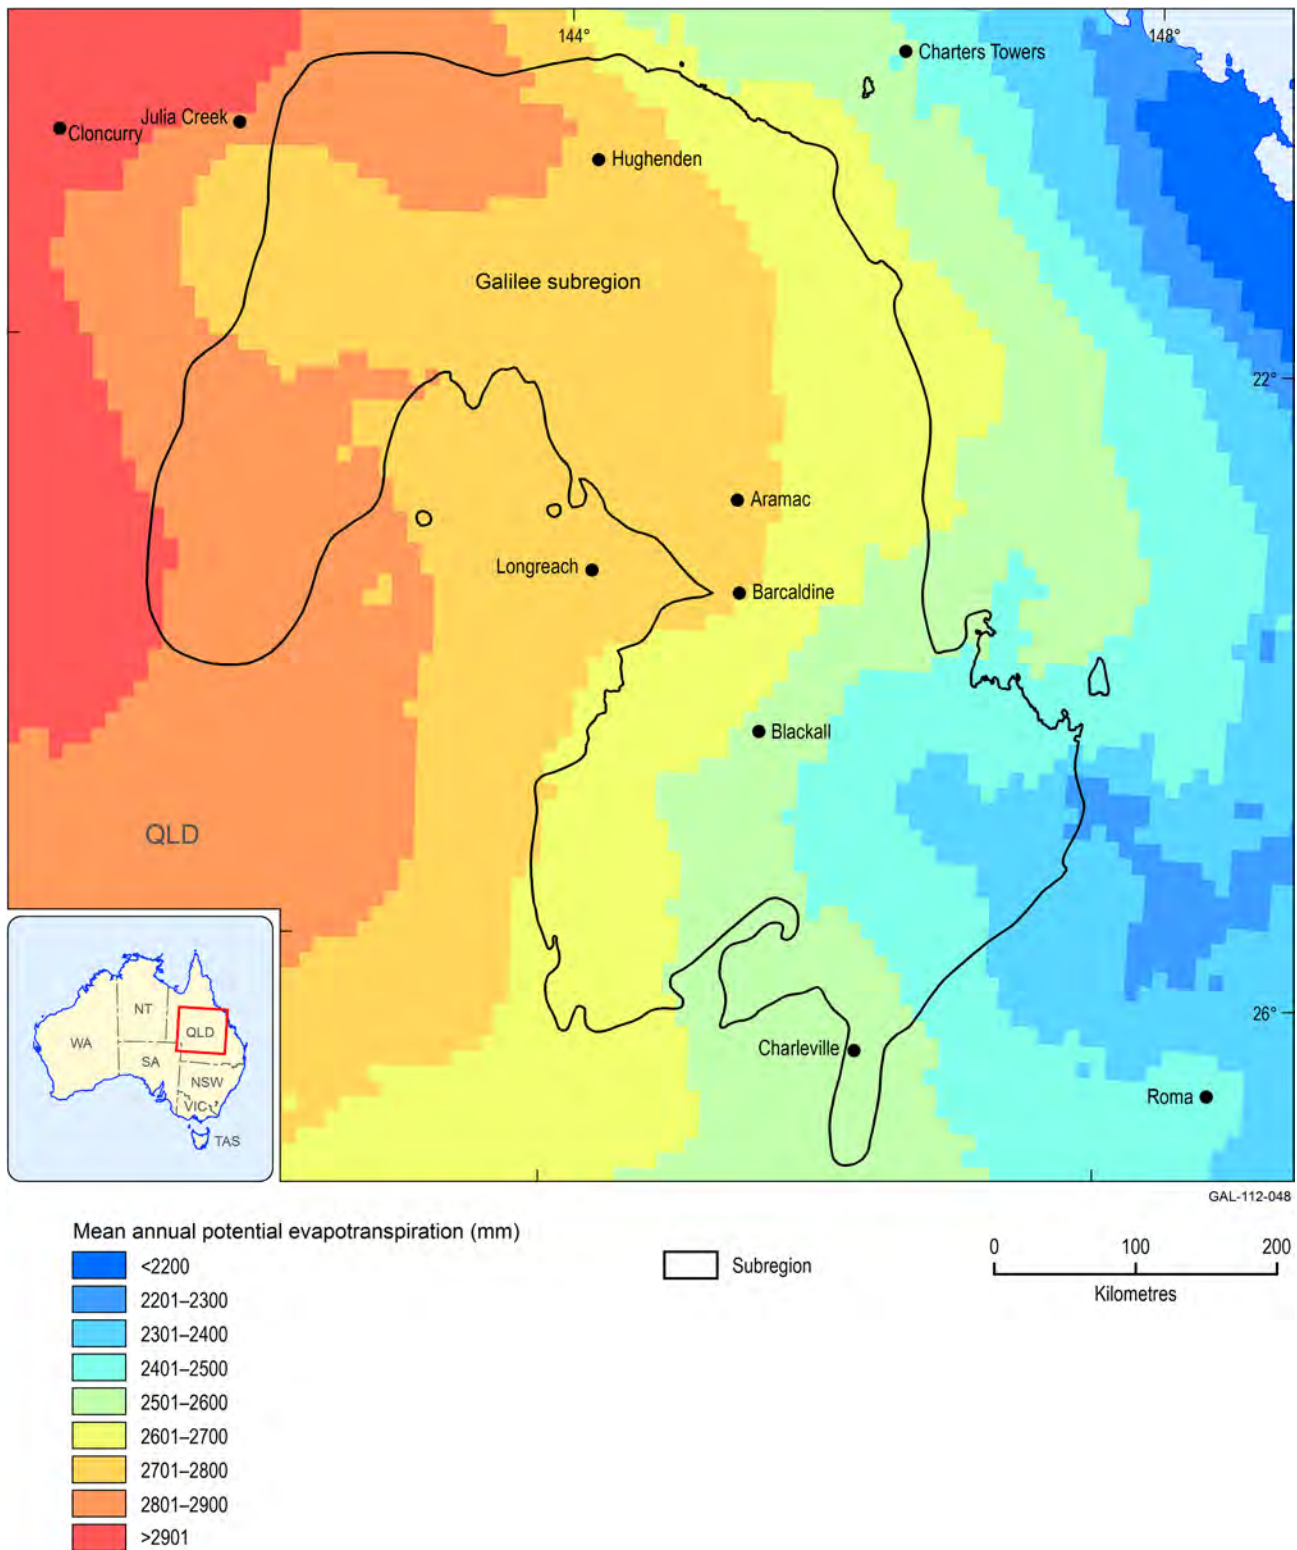 144°
148°
Charters Towers
Julia Creek
Cloncurry
Hughenden
Galilee subregion
22°
Aramac
Longreach
Barcaldine
Blackall
QLD
NT
QLD
WA
SA
NSW
VIC
TAS
26°
Charleville
Roma
GAL-112-048
Mean annual potential evapotranspiration (mm)
<2200
2201–2300
2301–2400
2401–2500
2501–2600
2601–2700
2701–2800
2801–2900
>2901
Subregion
0 100 200
Kilometres